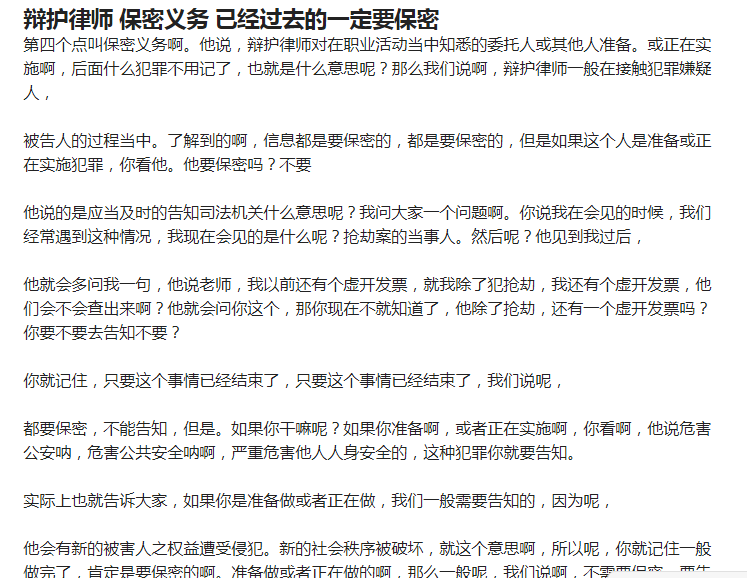 辩护律师 保密义务 已经过去的一定要保密
第四个点叫保密义务啊。他说，辩护律师对在职业活动当中知悉的委托人或其他人准备。或正在实
施啊，后面什么犯罪不用记了，也就是什么意思呢？那么我们说啊，辩护律师一般在接触犯罪嫌疑
人，
被告人的过程当中。了解到的啊，信息都是要保密的，都是要保密的，但是如果这个人是准备或正
在实施犯罪，你看他。他要保密吗？不要
他说的是应当及时的告知司法机关什么意思呢？我问大家一个问题啊。你说我在会见的时候，我们
经常遇到这种情况，我现在会见的是什么呢？抢劫案的当事人。然后呢？他见到我过后，
他就会多问我一句，他说老师，我以前还有个虚开发票，就我除了犯抢劫，我还有个虚开发票，他
们会不会查出来啊？他就会问你这个，那你现在不就知道了，他除了抢劫，还有一个虚开发票吗？
你要不要去告知不要？
你就记住，只要这个事情已经结束了，只要这个事情已经结束了，我们说呢，
都要保密，不能告知，但是。如果你干嘛呢？如果你准备啊，或者正在实施啊，你看啊，他说危害
公安呐，危害公共安全呐啊，严重危害他人人身安全的，这种犯罪你就要告知。
实际上也就告诉大家，如果你是准备做或者正在做，我们一般需要告知的，因为呢，
他会有新的被害人之权益遭受侵犯。新的社会秩序被破坏，就这个意思啊，所以呢，你就记住一般
做完了，肯定是要保密的啊。准备做或者正在做的啊，那么一般呢，我们说啊，不需要保密，要告